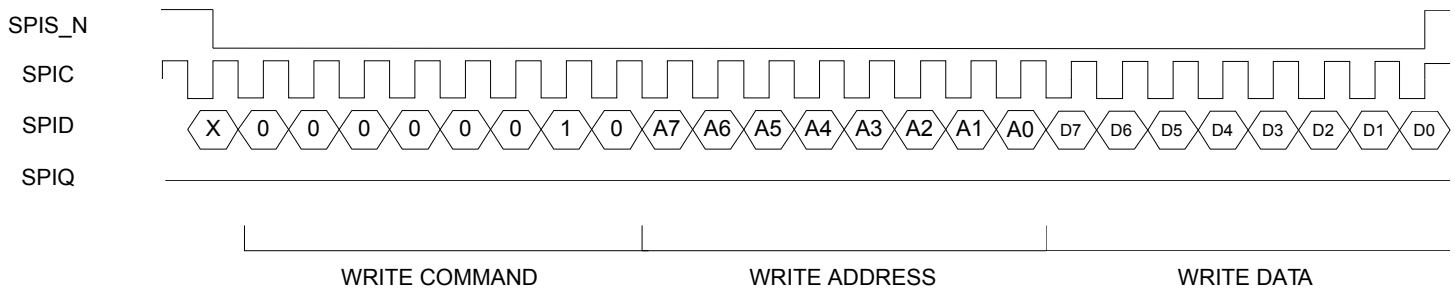 SPIS_N
SPIC
SPID X 0 0 0 0 0 0 1 0 A7 A6 A5 A4 A3 A2 A1 A0 D7 D6 D5 D4 D3 D2 D1 D0
SPIQ
WRITE COMMAND WRITE ADDRESS WRITE DATA